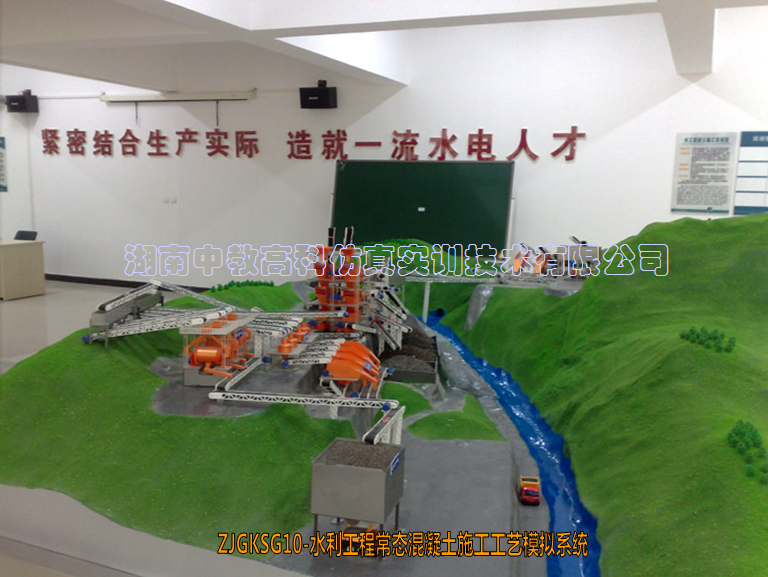 紧密结合生产实际 造就一流水电人才
湖南中教高科仿真实训技术有限公司
ZJGKSG10-水利工程常态混凝土施工工艺模拟系统